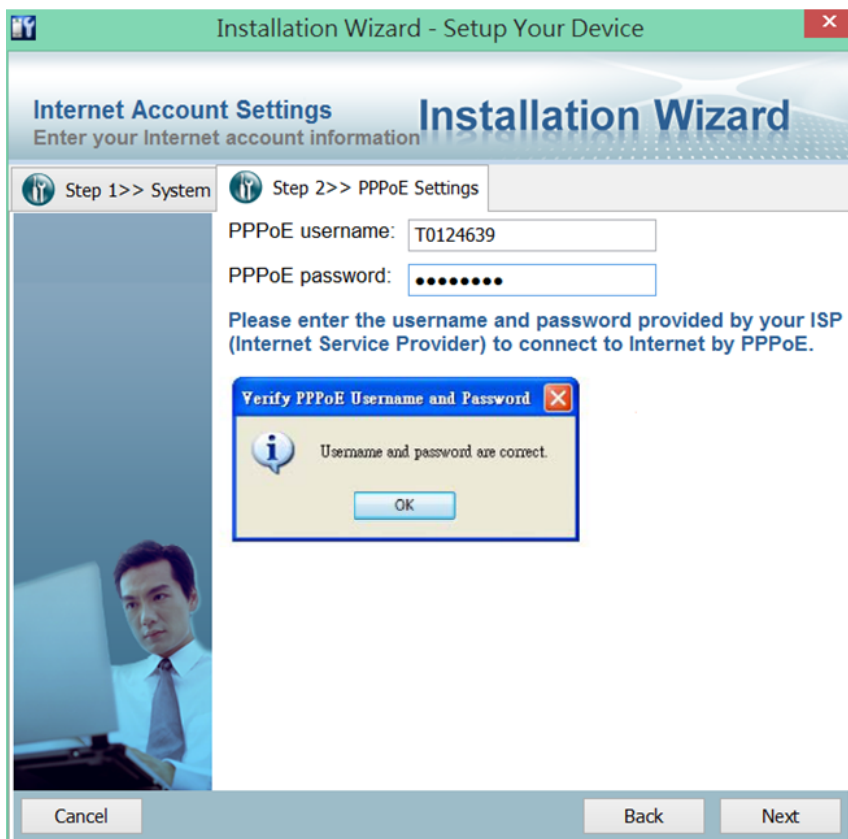 Installation Wizard - Setup Your Device
Internet Account Settings
Enter your Internet account information
Installation Wizard
Step 1>> System
Step 2>> PPPoE Settings
PPPoE username: T0124639
PPPoE password: ••••••••
Please enter the username and password provided by your ISP
(Internet Service Provider) to connect to Internet by PPPoE.
Verify PPPoE Username and Password
Username and password are correct.
OK
Cancel
Back
Next